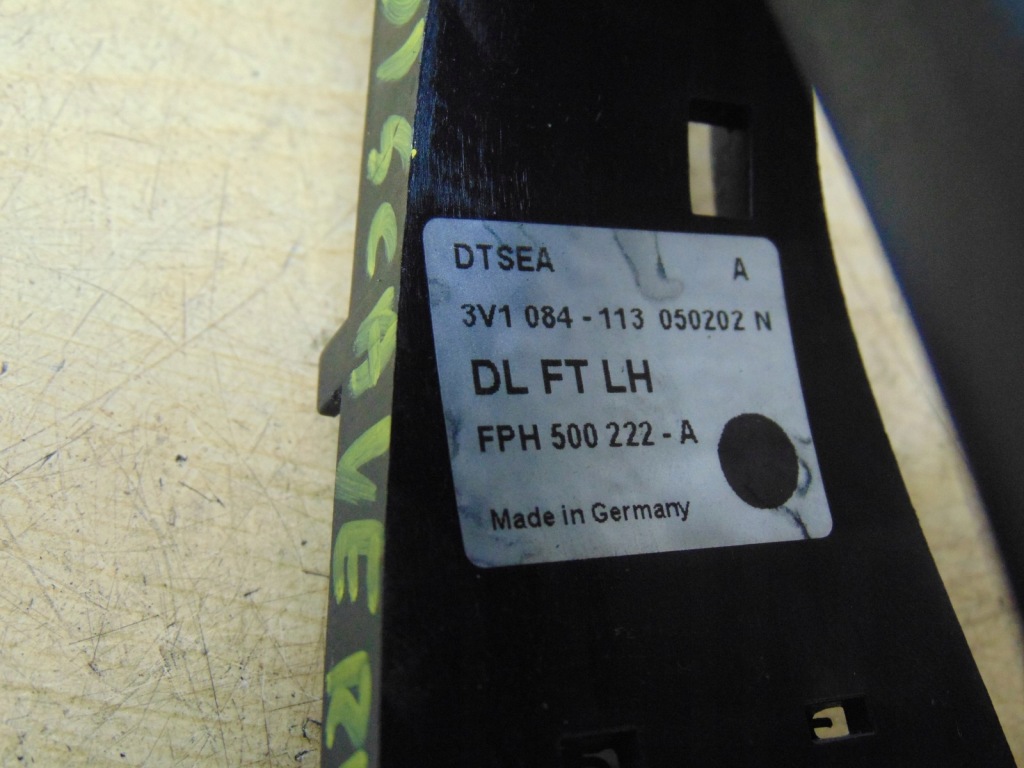 DTSEA A
3V1 084 - 113 050202 N
DL FT LH
FPH 500 222 - A
Made in Germany